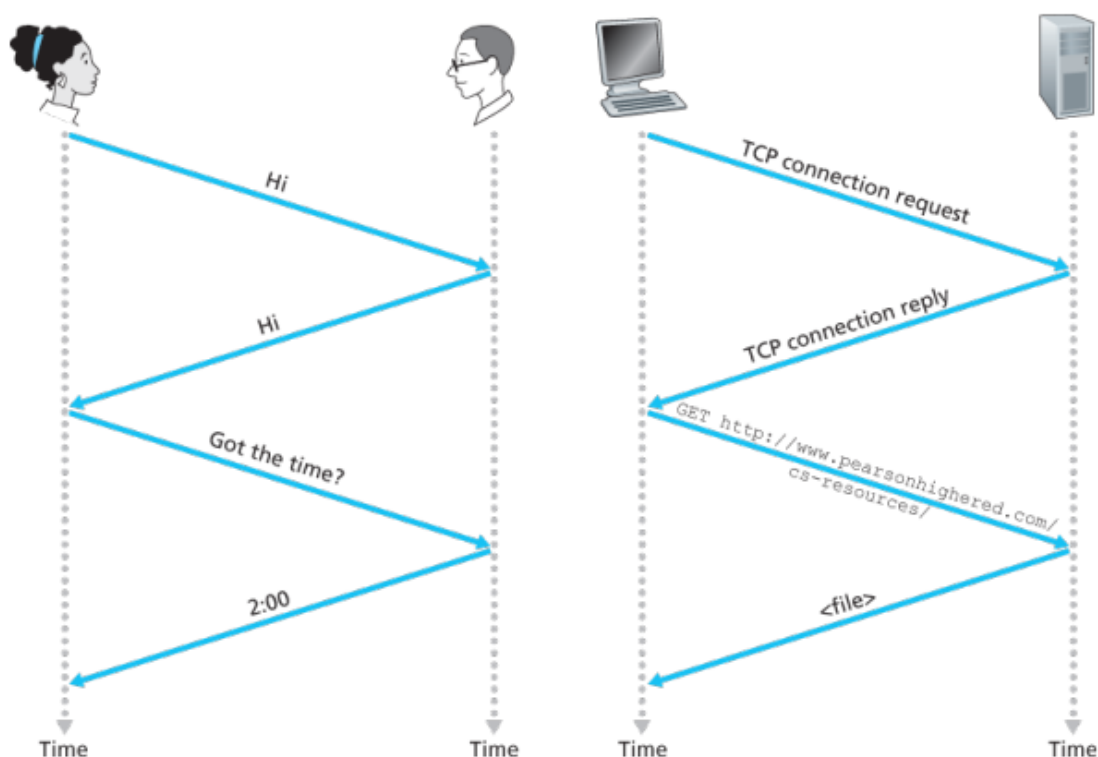 Hi
Hi
Got the time?
2:00
Time
Time
TCP connection request
TCP connection reply
GET http://www.pearsonhighered.com/
cs-resources/
<file>
Time
Time